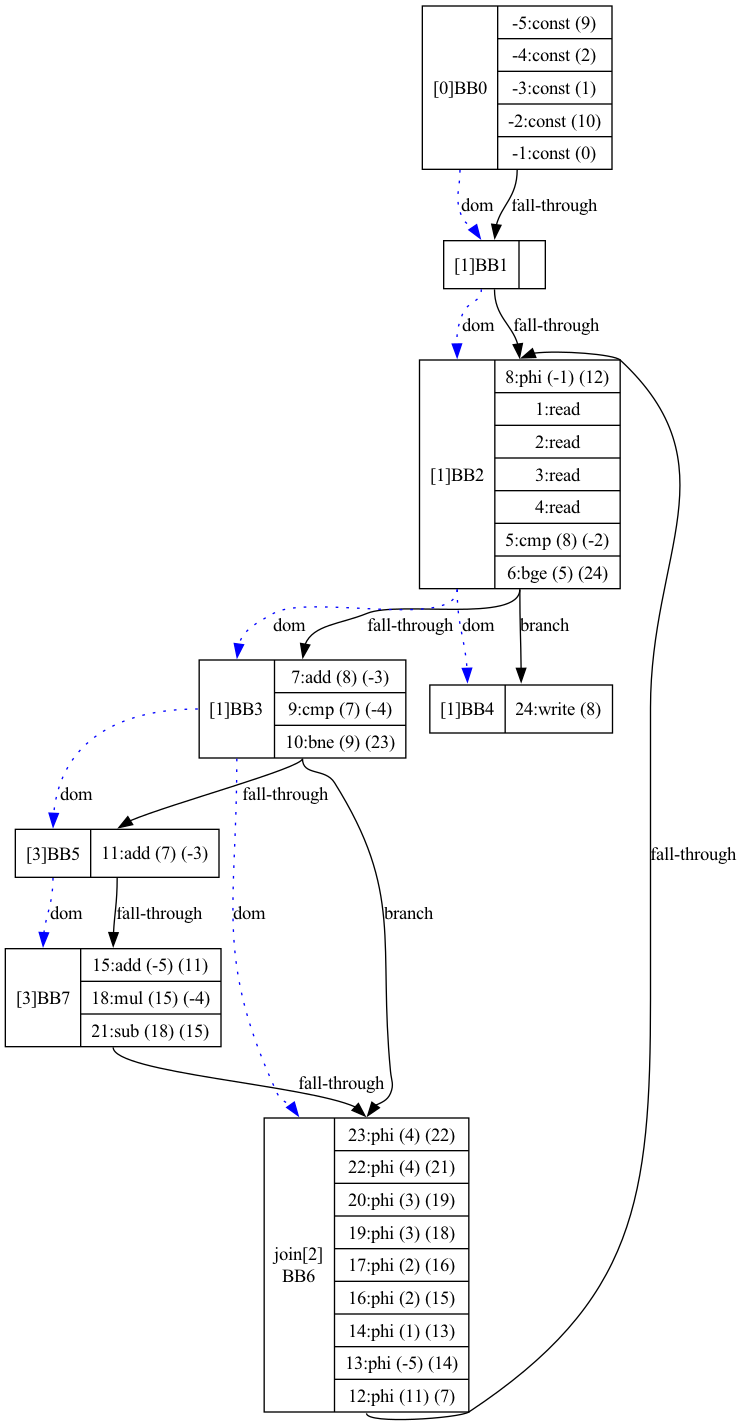 [0]BB0
-5:const (9)
-4:const (2)
-3:const (1)
-2:const (10)
-1:const (0)
dom
fall-through
[1]BB1
dom
fall-through
[1]BB2
8:phi (-1) (12)
1:read
2:read
3:read
4:read
5:cmp (8) (-2)
6:bge (5) (24)
dom
fall-through
dom
branch
[1]BB3
7:add (8) (-3)
9:cmp (7) (-4)
10:bne (9) (23)
[1]BB4
24:write (8)
dom
fall-through
[3]BB5
11:add (7) (-3)
fall-through
dom
fall-through
dom
branch
[3]BB7
15:add (-5) (11)
18:mul (15) (-4)
21:sub (18) (15)
fall-through
join[2]
BB6
23:phi (4) (22)
22:phi (4) (21)
20:phi (3) (19)
19:phi (3) (18)
17:phi (2) (16)
16:phi (2) (15)
14:phi (1) (13)
13:phi (-5) (14)
12:phi (11) (7)